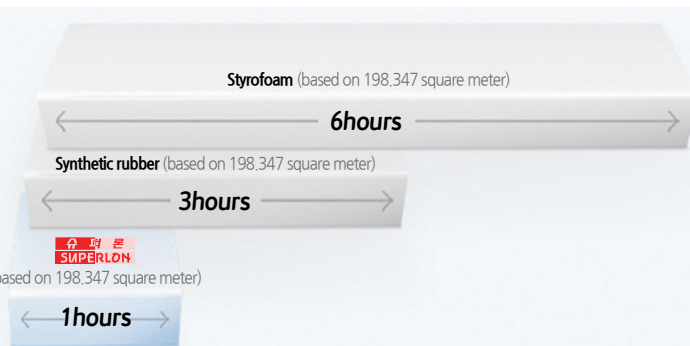 Styrofoam (based on 198,347 square meter)
6hours
Synthetic rubber (based on 198,347 square meter)
3hours
슈퍼론
SUPERLON
based on 198,347 square meter)
1hours